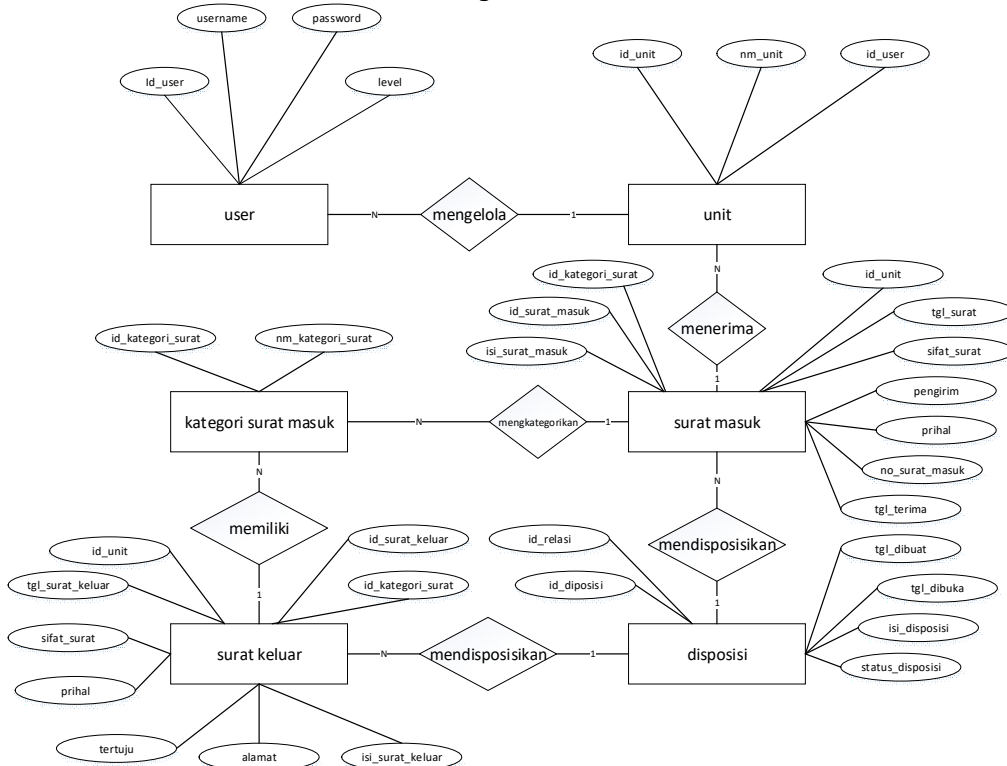 username
password
Id_user
level
id_unit
nm_unit
id_user
user
N
mengelola
1
unit
N
menerima
1
id_kategori_surat
id_surat_masuk
isi_surat_masuk
id_unit
tgl_surat
sifat_surat
pengirim
prihal
no_surat_masuk
tgl_terima
id_kategori_surat
nm_kategori_surat
kategori surat masuk
N
mengkategorikan
1
surat masuk
N
memiliki
1
N
mendisposisikan
1
id_unit
tgl_surat_keluar
sifat_surat
prihal
id_surat_keluar
id_kategori_surat
id_relasi
id_diposisi
tgl_dibuat
tgl_dibuka
isi_disposisi
status_disposisi
surat keluar
N
mendisposisikan
1
disposisi
tertuju
alamat
isi_surat_keluar